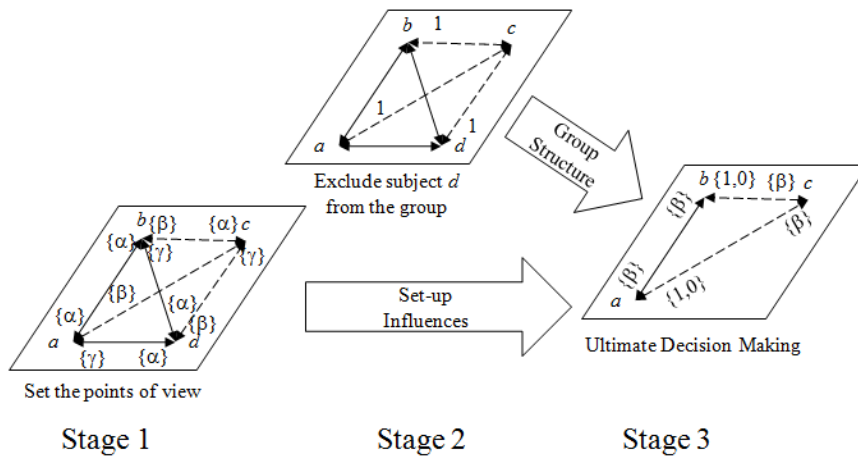 b 1 c
1
1
a d
Exclude subject d
from the group
Group
Structure
b {1,0} {β} c
{β}
{β}
{β}
a {1,0}
Ultimate Decision Making
b {β} {α} c
{α} {γ} {γ}
{β} {α}
{α} {β}
a d
{γ} {α}
Set the points of view
Set-up
Influences
Stage 1 Stage 2 Stage 3